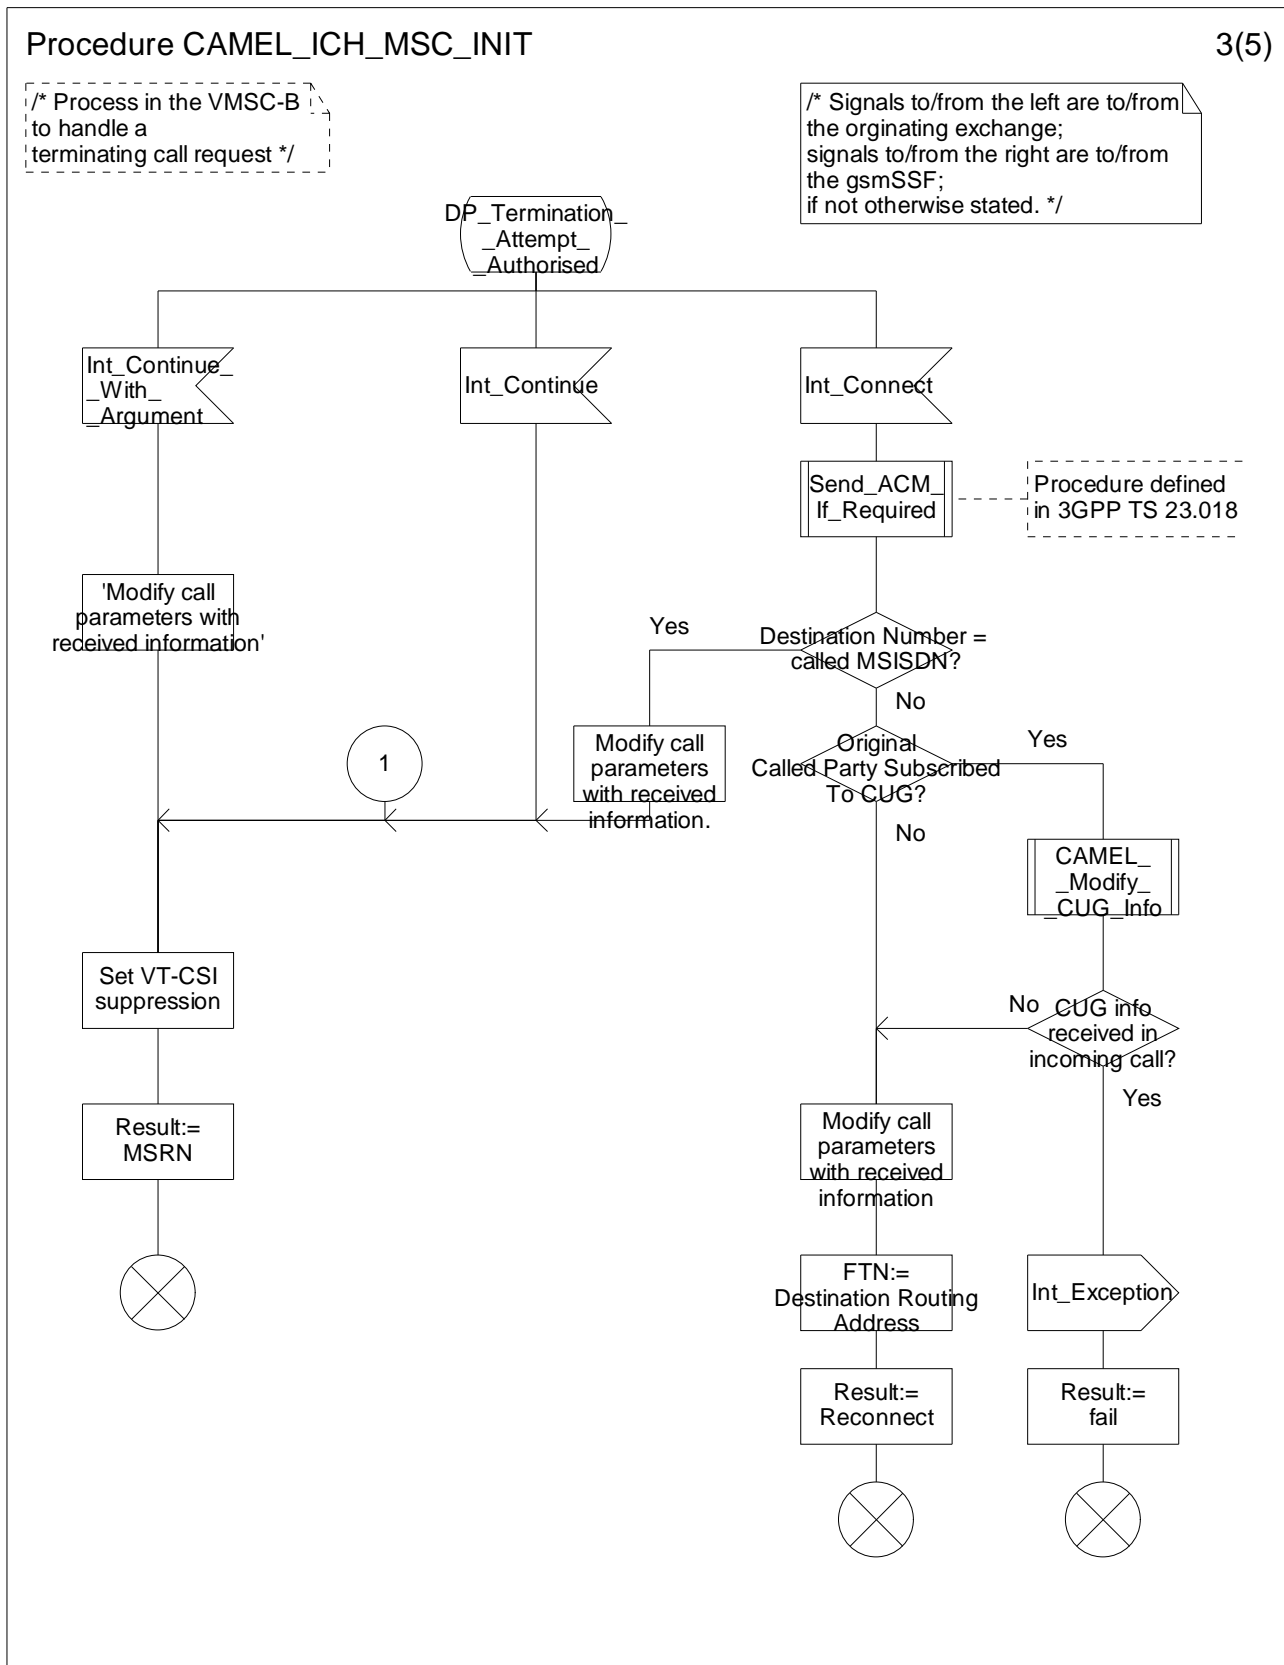 Procedure CAMEL_ICH_MSC_INIT
3(5)
/* Process in the VMSC-B
to handle a
terminating call request */
/* Signals to/from the left are to/from
the orginating exchange;
signals to/from the right are to/from
the gsmSSF;
if not otherwise stated. */
DP_Termination_
_Attempt_
_Authorised
Int_Continue_
_With_
_Argument
Int_Continue
Int_Connect
Send_ACM_
If_Required
Procedure defined
in 3GPP TS 23.018
'Modify call
parameters with
received information'
Yes
Destination Number =
called MSISDN?
No
1
Modify call
parameters
with received
information.
Original
Called Party Subscribed
To CUG?
Yes
No
CAMEL_
_Modify_
_CUG_Info
Set VT-CSI
suppression
No
CUG info
received in
incoming call?
Yes
Result:=
MSRN
Modify call
parameters
with received
information
FTN:=
Destination Routing
Address
Int_Exception
Result:=
Reconnect
Result:=
fail